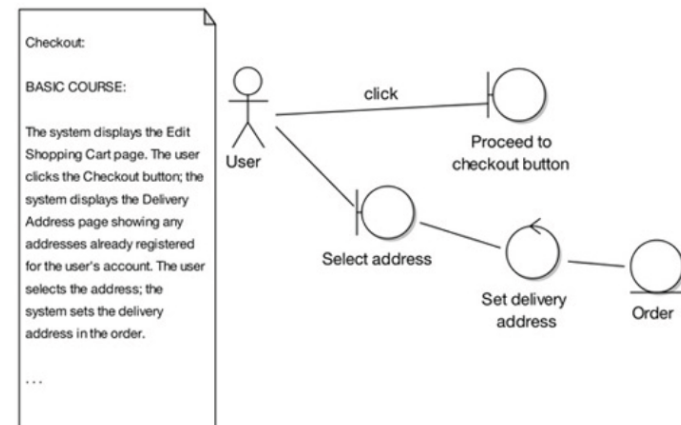 Checkout:
BASIC COURSE:
The system displays the Edit
Shopping Cart page. The user
clicks the Checkout button; the
system displays the Delivery
Address page showing any
addresses already registered
for the user's account. The user
selects the address; the
system sets the delivery
address in the order.
...
User
click
Proceed to
checkout button
Select address
Set delivery
address
Order